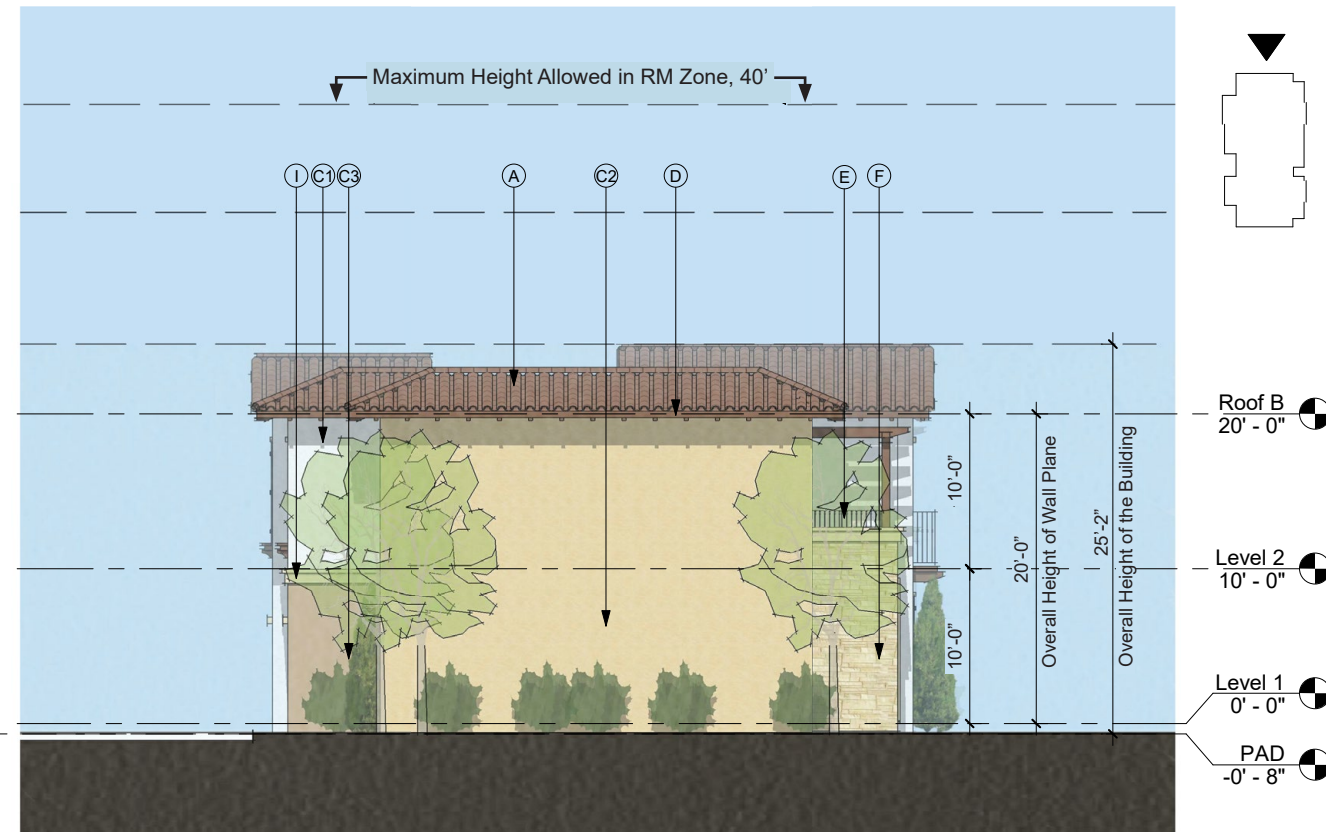 Maximum Height Allowed in RM Zone, 40’
I
C1
C3
A
C2
D
E
F
Roof B
20' - 0"
10’-0”
20’-0”
Overall Height of Wall Plane
25’-2”
Overall Height of the Building
Level 2
10' - 0"
10’-0”
Level 1
0' - 0"
PAD
-0' - 8"